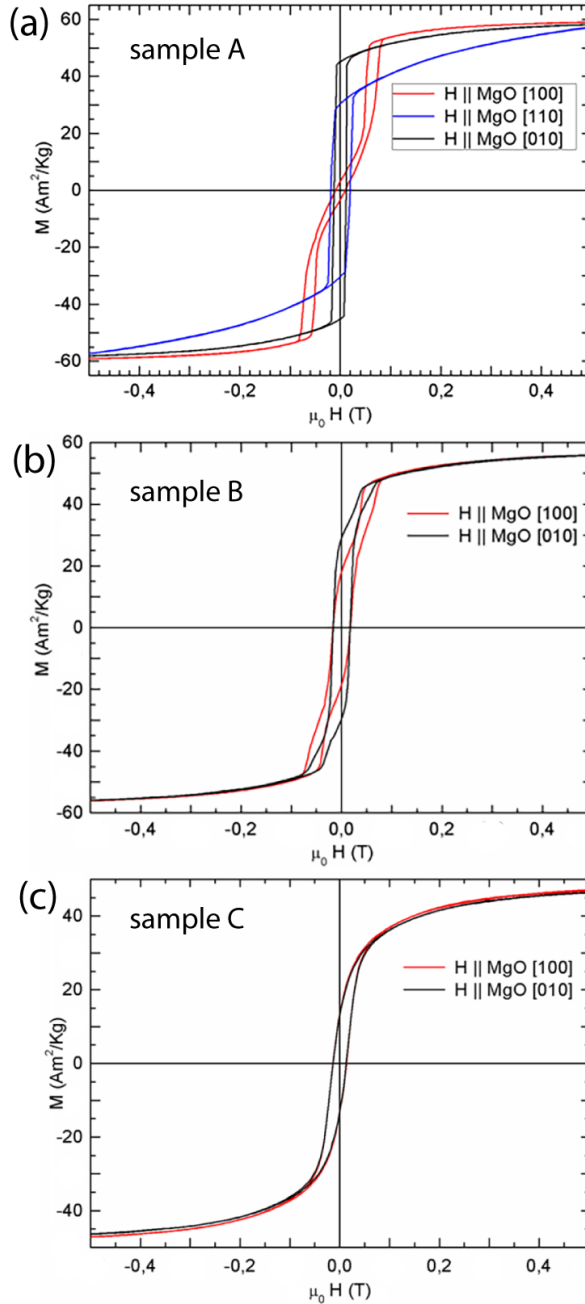 (a)
sample A
H || MgO [100]
H || MgO [110]
H || MgO [010]
M (Am²/Kg)
60
40
20
0
-20
-40
-60
-0,4 -0,2 0,0 0,2 0,4
μ₀ H (T)
(b)
sample B
H || MgO [100]
H || MgO [010]
M (Am²/Kg)
60
40
20
0
-20
-40
-60
-0,4 -0,2 0,0 0,2 0,4
μ₀ H (T)
(c)
sample C
H || MgO [100]
H || MgO [010]
M (Am²/Kg)
40
20
0
-20
-40
-0,4 -0,2 0,0 0,2 0,4
μ₀ H (T)